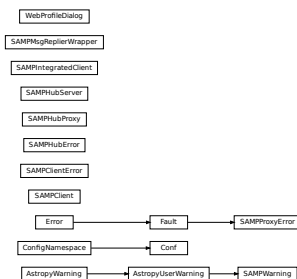 WebProfileDialog
SAMPMsgReplierWrapper
SAMPIntegratedClient
SAMPHubServer
SAMPHubProxy
SAMPHubError
SAMPClientError
SAMPClient
Error Fault SAMPProxyError
ConfigNamespace Conf
AstropyWarning AstropyUserWarning SAMPWarning